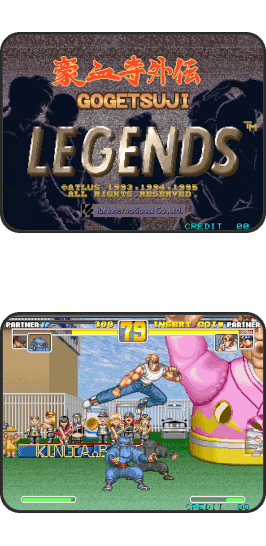 豪血寺外伝
GOGETSUJI
LEGENDS
TM
©ATLUS 1993,1994,1995
ALL RIGHTS RESERVED.
CREDIT 00
PARTNER
79
INSERT COIN
PARTNER
CREDIT 00